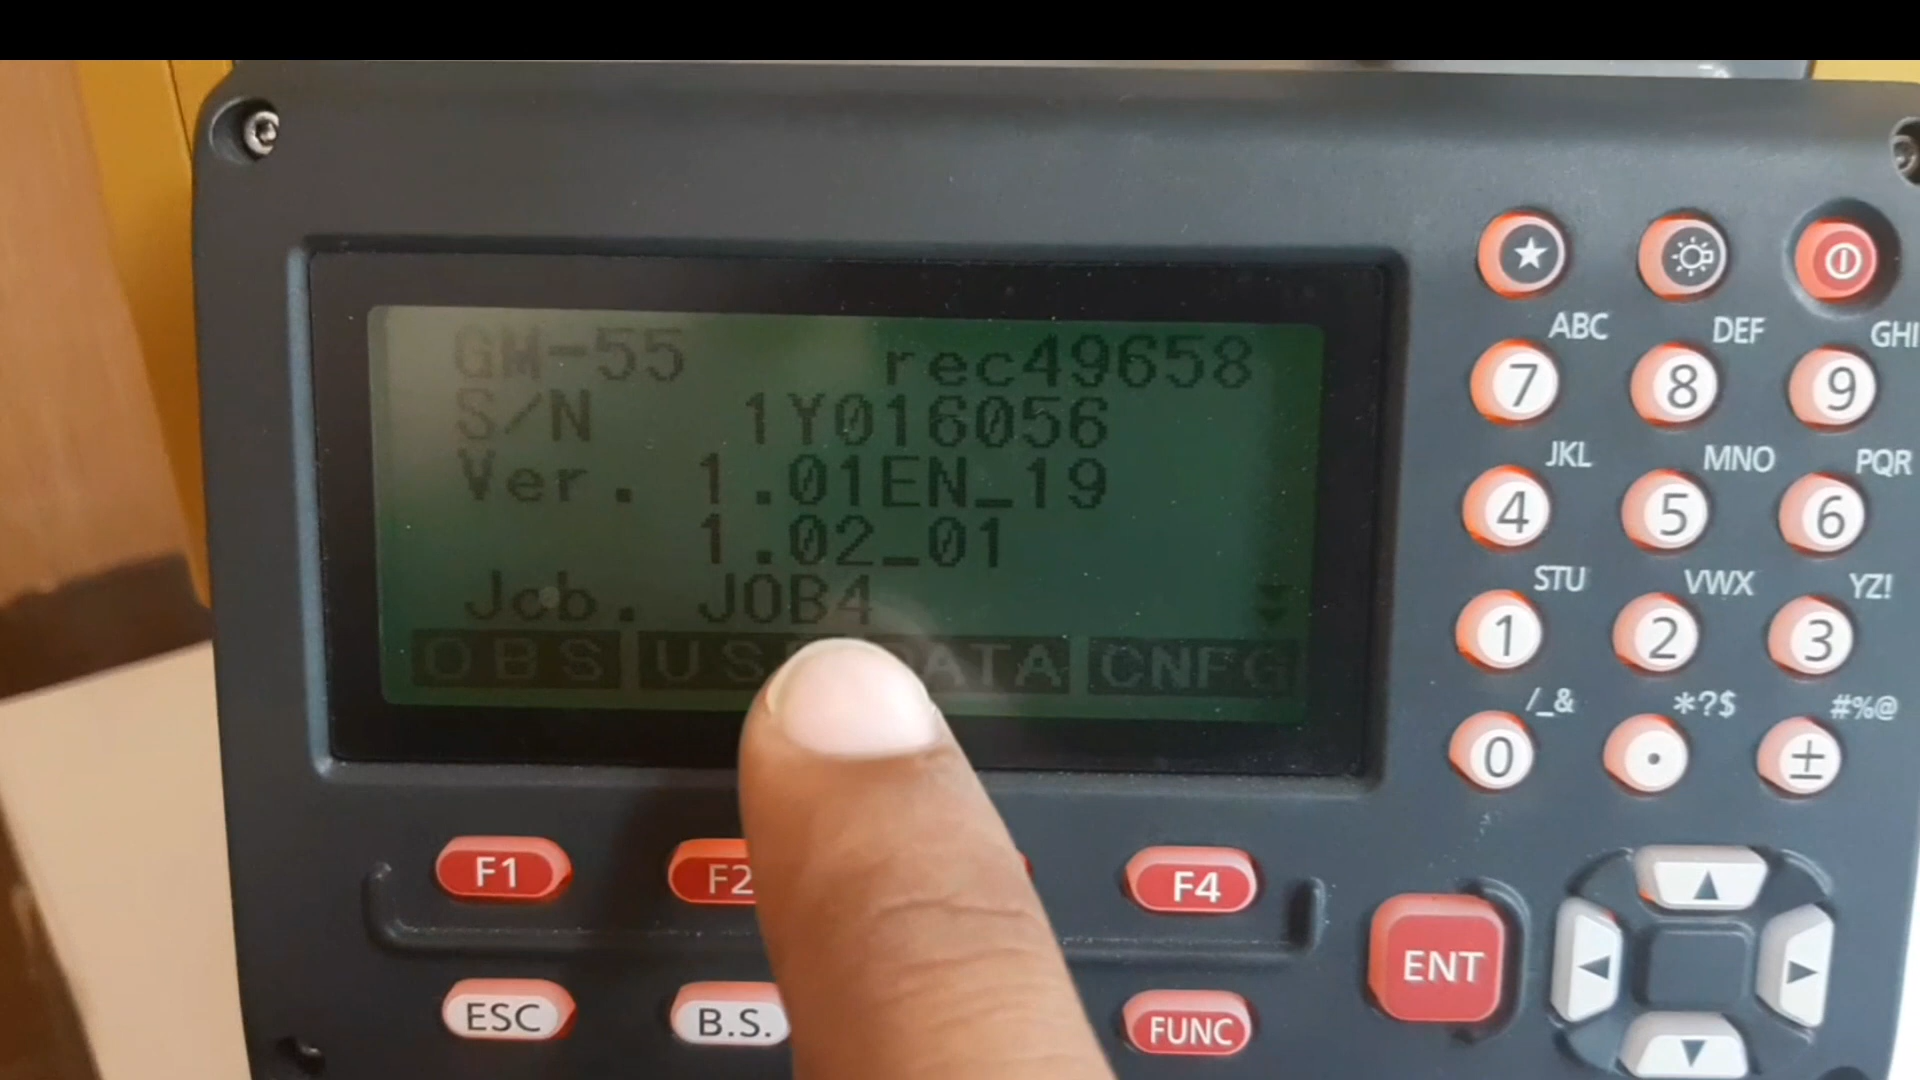 GM-55 rec49658
S/N 1Y016056
Ver. 1.01EN_19
1.02_01
Job. JOB4
OBS DATA CNFG
ABC DEF GHI
7 8 9
JKL MNO PQR
4 5 6
STU VWX YZ!
1 2 3
/_& *?$ #%@
0 . ±
F1 F2 F4
ENT
ESC B.S. FUNC